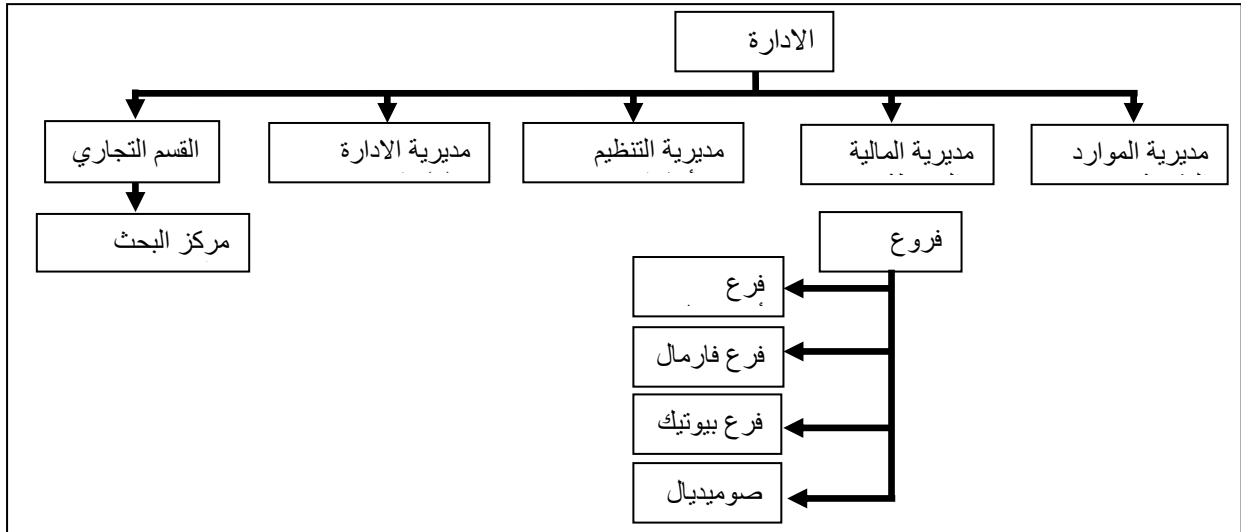 الادارة
مديرية الموارد
مديرية المالية
مديرية التنظيم
مديرية الادارة
القسم التجاري
مركز البحث
فروع
فرع
فرع فارمال
فرع بيوتيك
صوميديال